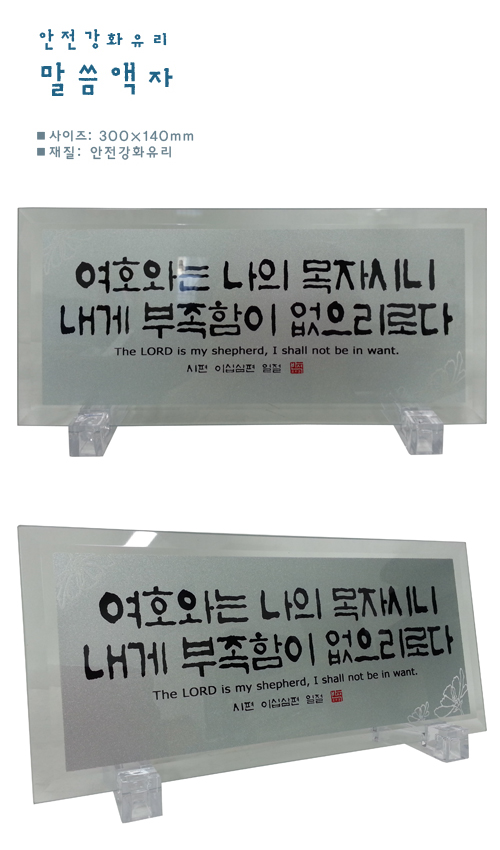 안전강화유리
말씀액자
■ 사이즈: 300×140mm
■ 재질: 안전강화유리
여호와는 나의 목자시니
내게 부족함이 없으리로다
The LORD is my shepherd, I shall not be in want.
시편 이십삼편 일절
여호와는 나의 목자시니
내게 부족함이 없으리로다
The LORD is my shepherd, I shall not be in want.
시편 이십삼편 일절